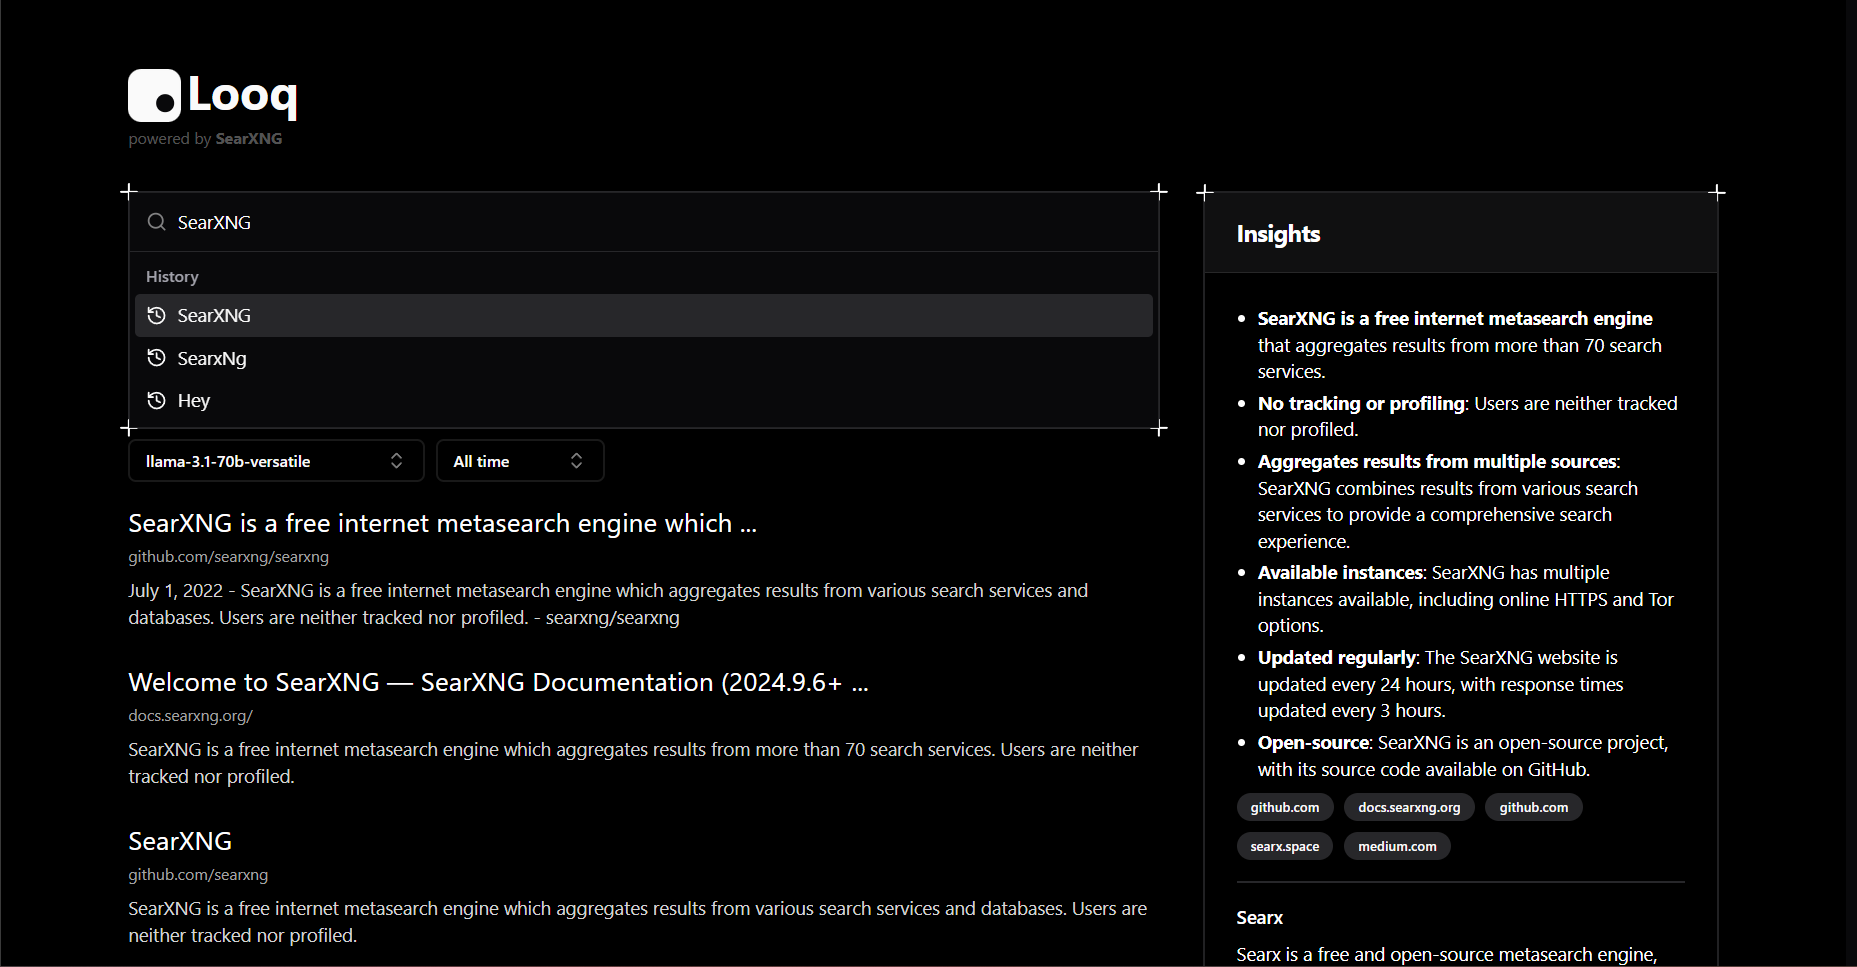 Looq
powered by SearXNG
SearXNG
History
SearXNG
SearxNg
Hey
llama-3.1-70b-versatile
All time
SearXNG is a free internet metasearch engine which ...
github.com/searxng/searxng
July 1, 2022 - SearXNG is a free internet metasearch engine which aggregates results from various search services and
databases. Users are neither tracked nor profiled. - searxng/searxng
Welcome to SearXNG — SearXNG Documentation (2024.9.6+ ...
docs.searxng.org/
SearXNG is a free internet metasearch engine which aggregates results from more than 70 search services. Users are neither
tracked nor profiled.
SearXNG
github.com/searxng
SearXNG is a free internet metasearch engine which aggregates results from various search services and databases. Users are
neither tracked nor profiled.
Insights
• SearXNG is a free internet metasearch engine
that aggregates results from more than 70 search
services.
• No tracking or profiling: Users are neither tracked
nor profiled.
• Aggregates results from multiple sources:
SearXNG combines results from various search
services to provide a comprehensive search
experience.
• Available instances: SearXNG has multiple
instances available, including online HTTPS and Tor
options.
• Updated regularly: The SearXNG website is
updated every 24 hours, with response times
updated every 3 hours.
• Open-source: SearXNG is an open-source project,
with its source code available on GitHub.
github.com docs.searxng.org github.com
searx.space medium.com
Searx
Searx is a free and open-source metasearch engine,